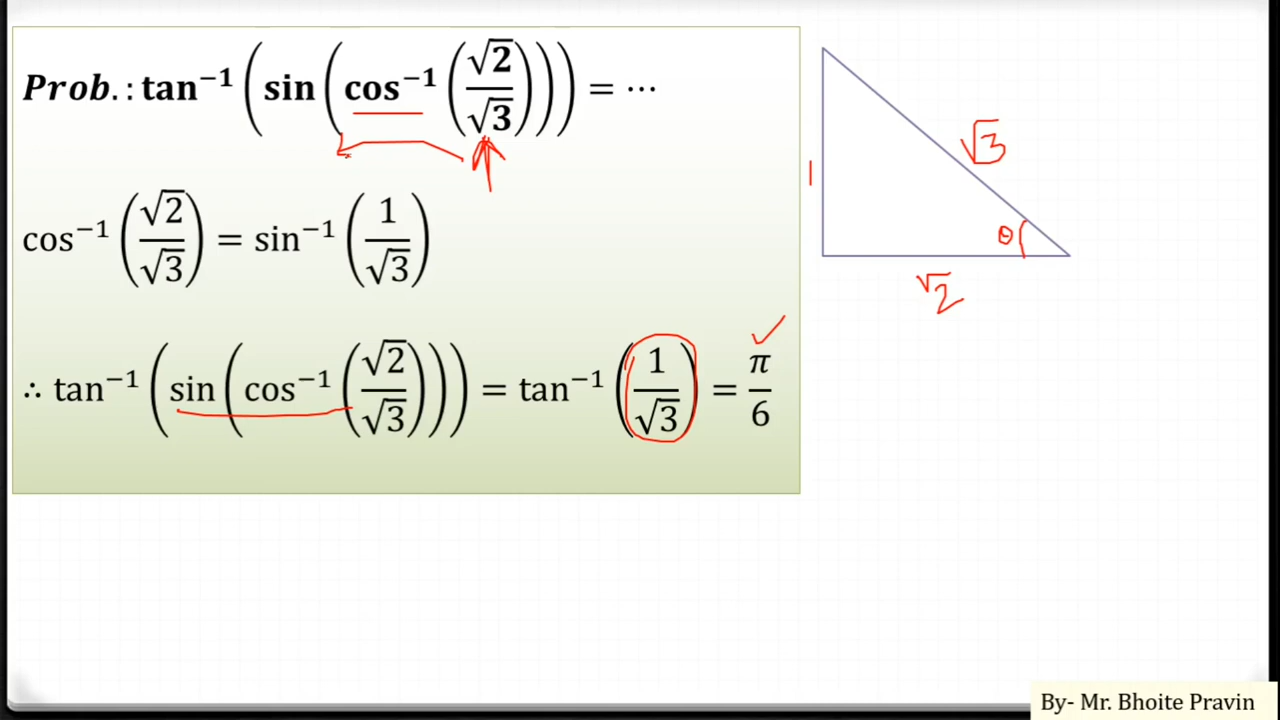 Prob.: tan⁻¹(sin(cos⁻¹(√2/√3))) = ⋯
cos⁻¹(√2/√3) = sin⁻¹(1/√3)
∴ tan⁻¹(sin(cos⁻¹(√2/√3))) = tan⁻¹(1/√3) = π/6
√3
1
θ
√2
By- Mr. Bhoite Pravin